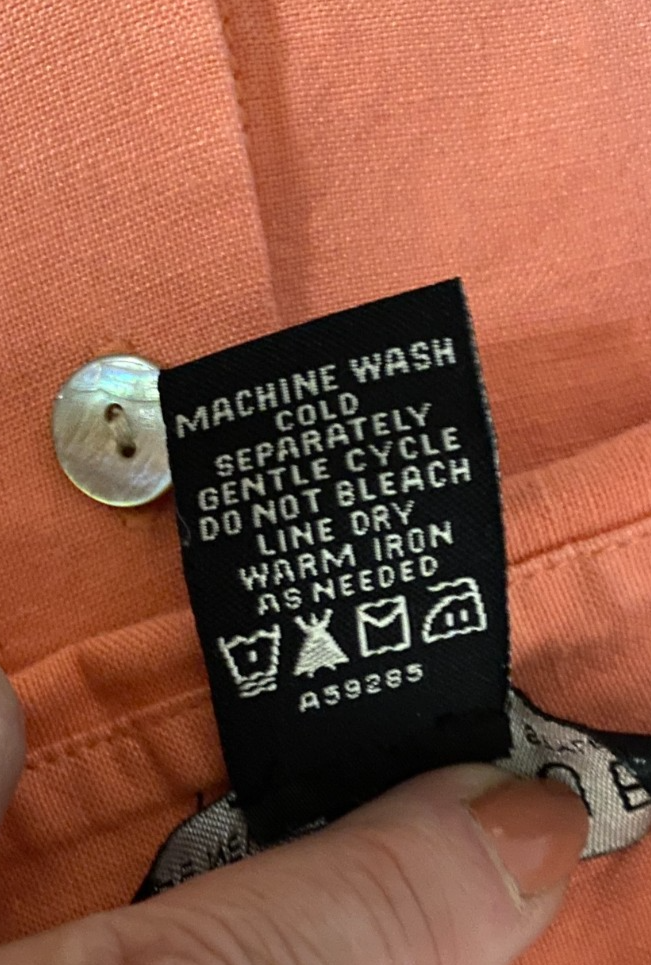 MACHINE WASH
COLD
SEPARATELY
GENTLE CYCLE
DO NOT BLEACH
LINE DRY
WARM IRON
AS NEEDED
A59285